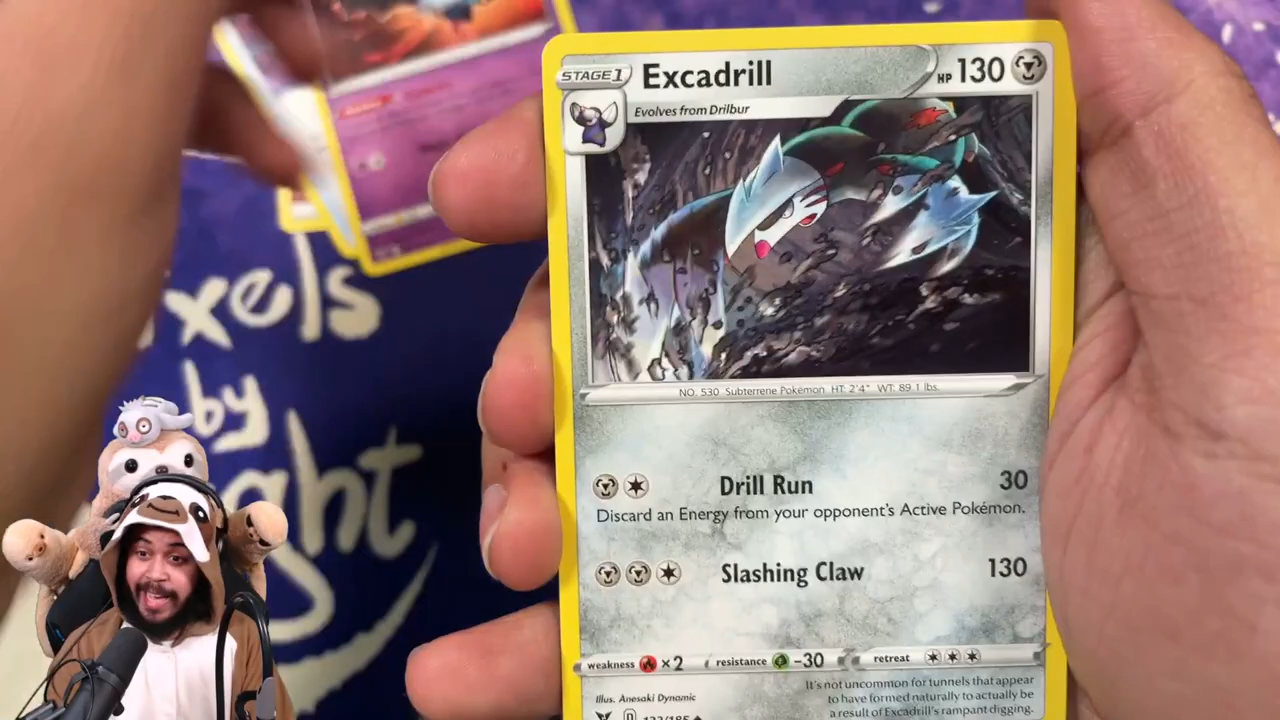 STAGE 1
Excadrill
HP 130
Evolves from Drilbur
NO. 530 Subterrene Pokémon HT: 2'4" WT: 89.1 lbs.
Drill Run 30
Discard an Energy from your opponent's Active Pokémon.
Slashing Claw 130
weakness ×2 resistance -30 retreat
Illus. Anesaki Dynamic
It's not uncommon for tunnels that appear
to have formed naturally to actually be
a result of Excadrill's rampant digging.
D /185
xels
by
ght